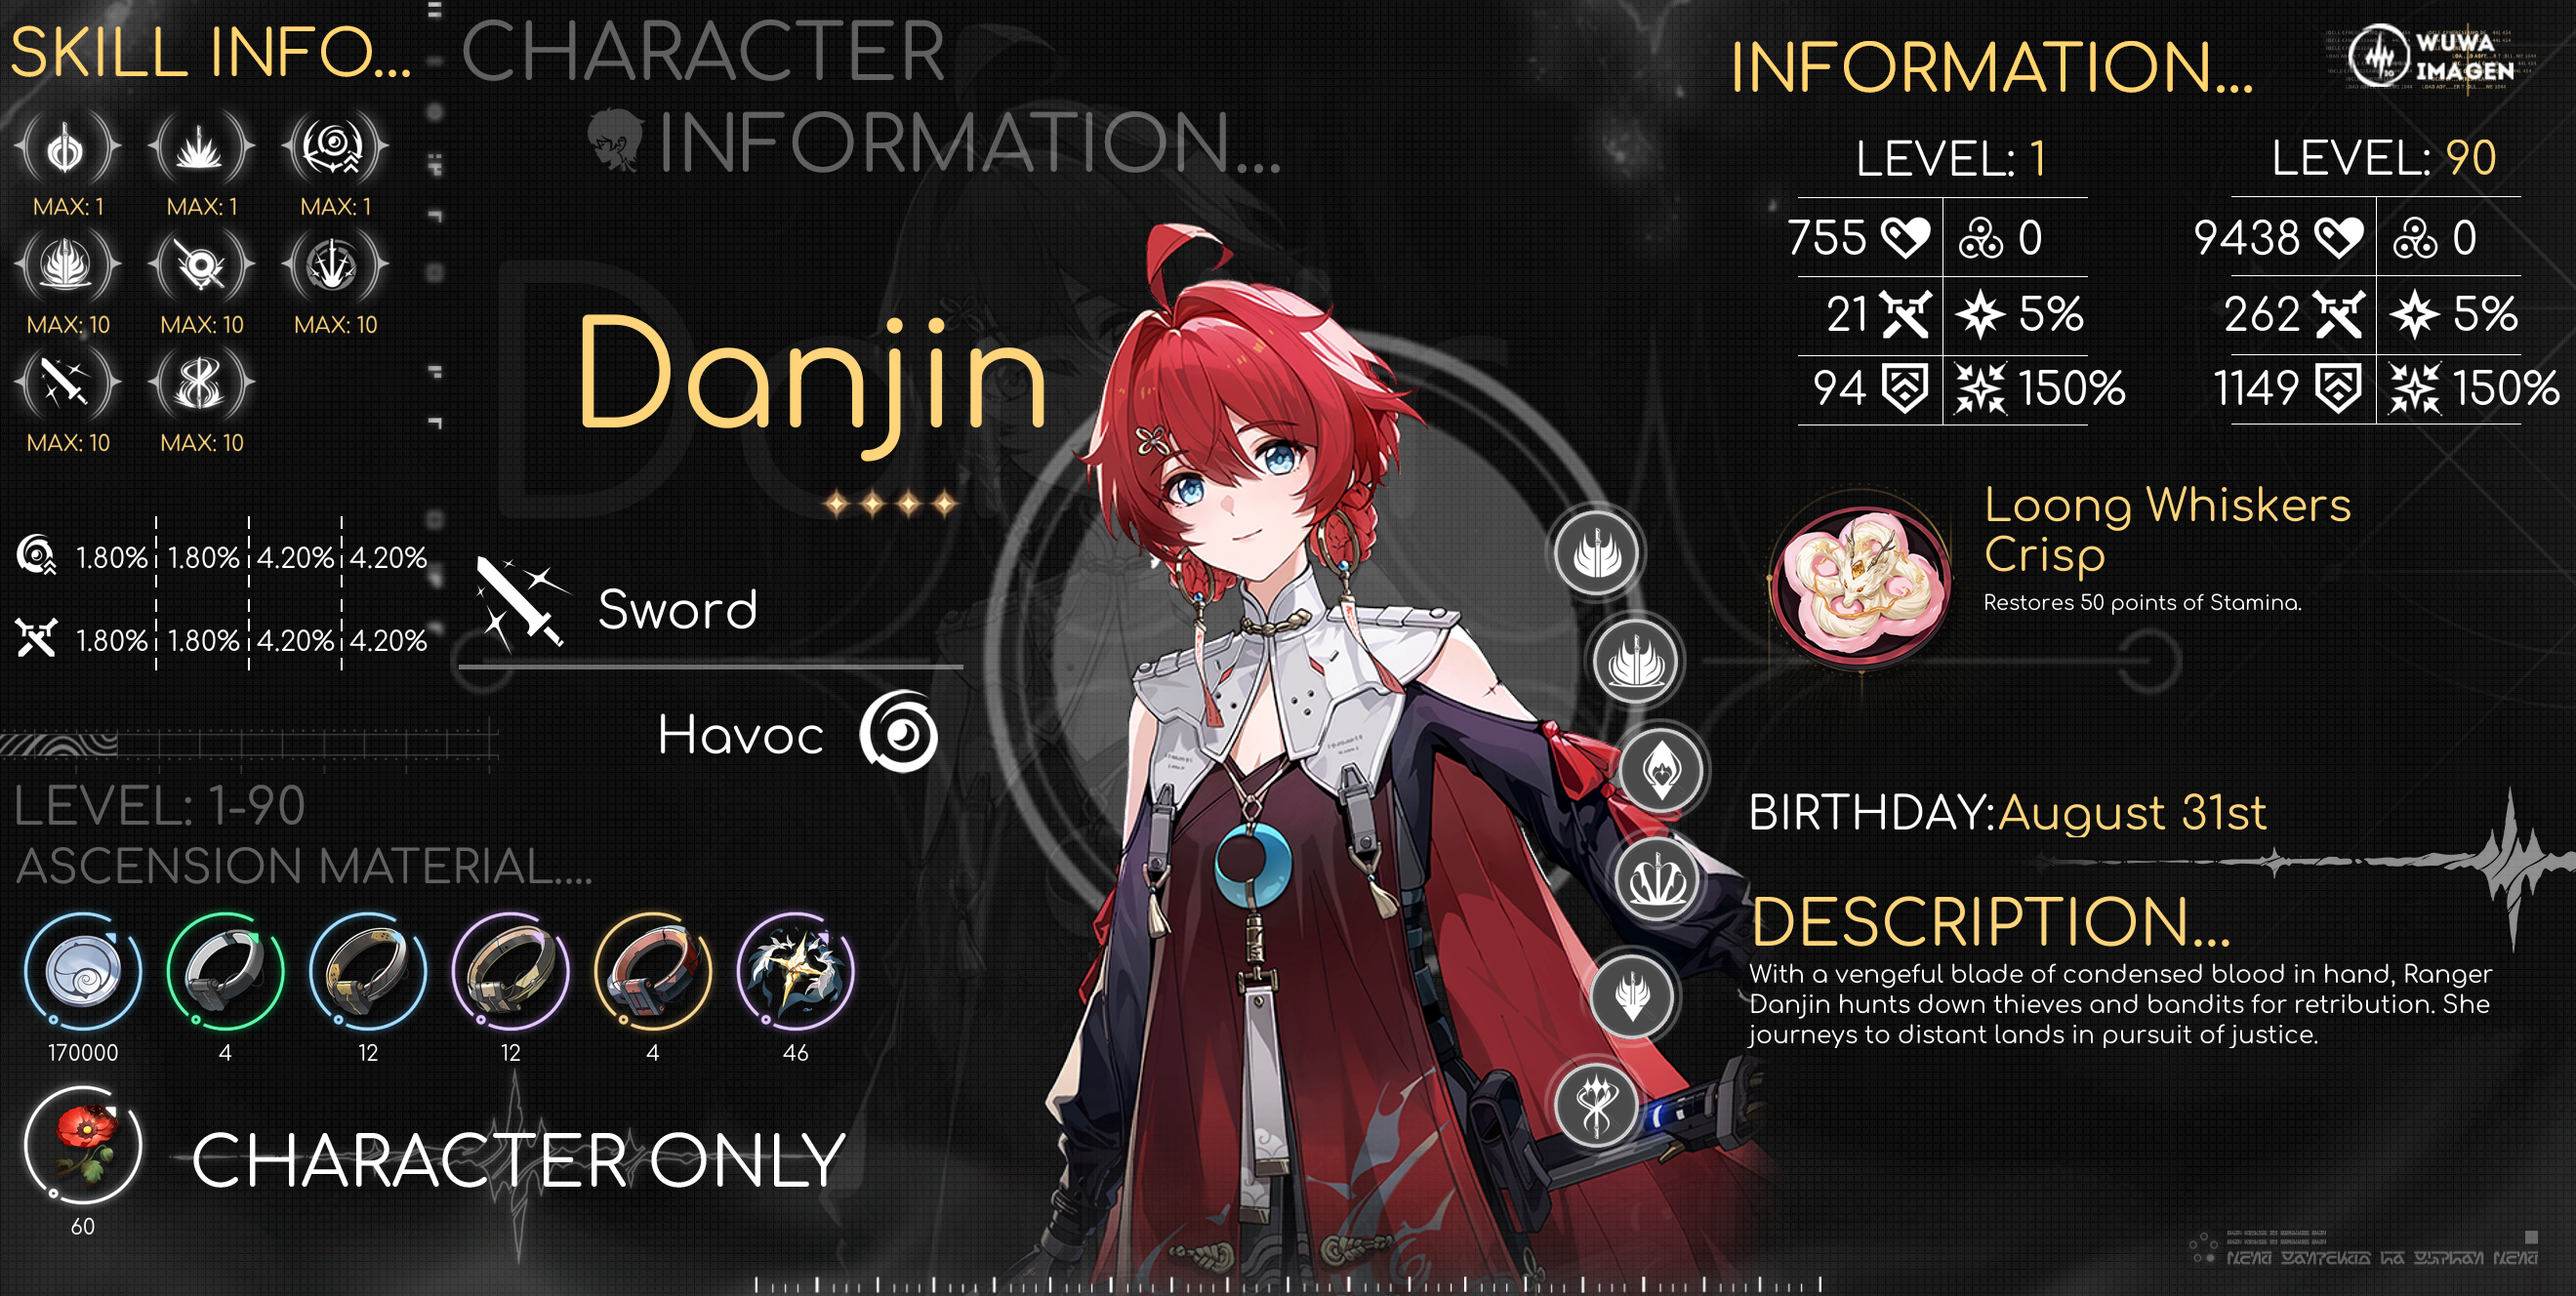 SKILL INFO...
MAX: 1
MAX: 1
MAX: 1
MAX: 10
MAX: 10
MAX: 10
MAX: 10
MAX: 10
1.80% 1.80% 4.20% 4.20%
1.80% 1.80% 4.20% 4.20%
LEVEL: 1-90
ASCENSION MATERIAL....
170000
4
12
12
4
46
60
CHARACTER ONLY
CHARACTER
INFORMATION...
Danjin
Sword
Havoc
INFORMATION...
WUWA
IMAGEN
LEVEL: 1
755 0
21 5%
94 150%
LEVEL: 90
9438 0
262 5%
1149 150%
Loong Whiskers
Crisp
Restores 50 points of Stamina.
BIRTHDAY:August 31st
DESCRIPTION...
With a vengeful blade of condensed blood in hand, Ranger
Danjin hunts down thieves and bandits for retribution. She
journeys to distant lands in pursuit of justice.